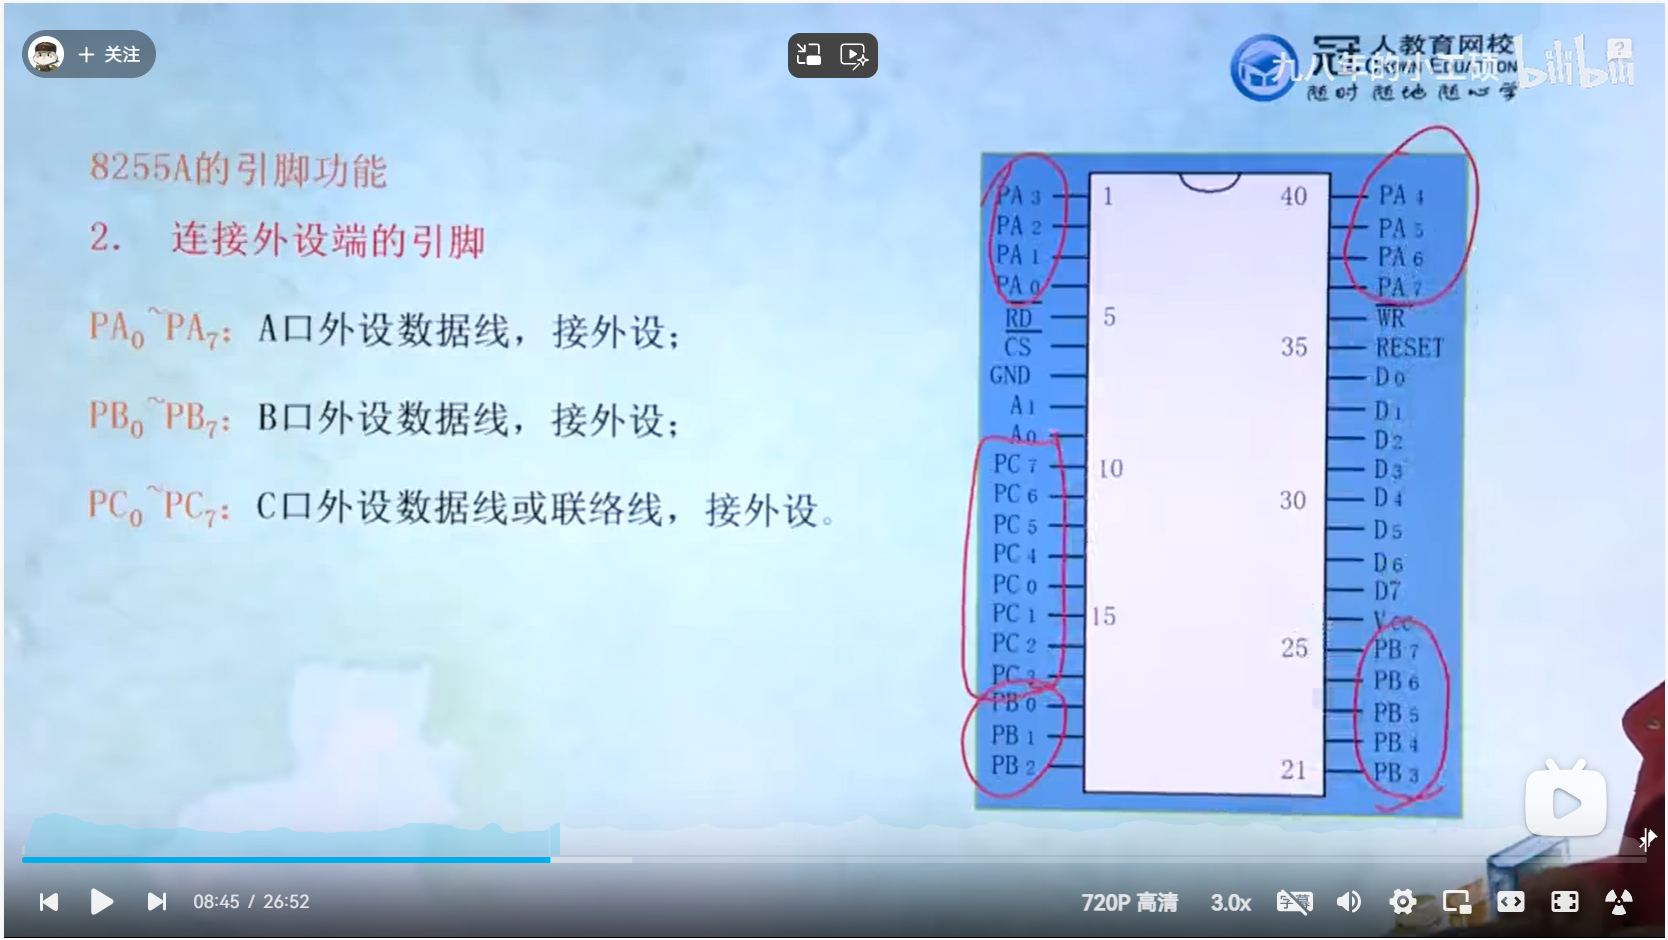 关注
人教育网校
九八年的小王硕
bilibili
随时 随地 随心学
8255A的引脚功能
2. 连接外设端的引脚
PA0~PA7: A口外设数据线，接外设；
PB0~PB7: B口外设数据线，接外设；
PC0~PC7: C口外设数据线或联络线，接外设。
PA3 1 40 PA4
PA2 PA5
PA1 PA6
PA0 PA7
RD 5 WR
CS 35 RESET
GND D0
A1 D1
A0 D2
PC7 10 D3
PC6 30 D4
PC5 D5
PC4 D6
PC0 D7
PC1 15 Vcc
PC2 25 PB7
PC3 PB6
PB0 PB5
PB1 PB4
PB2 21 PB3
08:45 / 26:52
720P 高清
3.0x
字幕